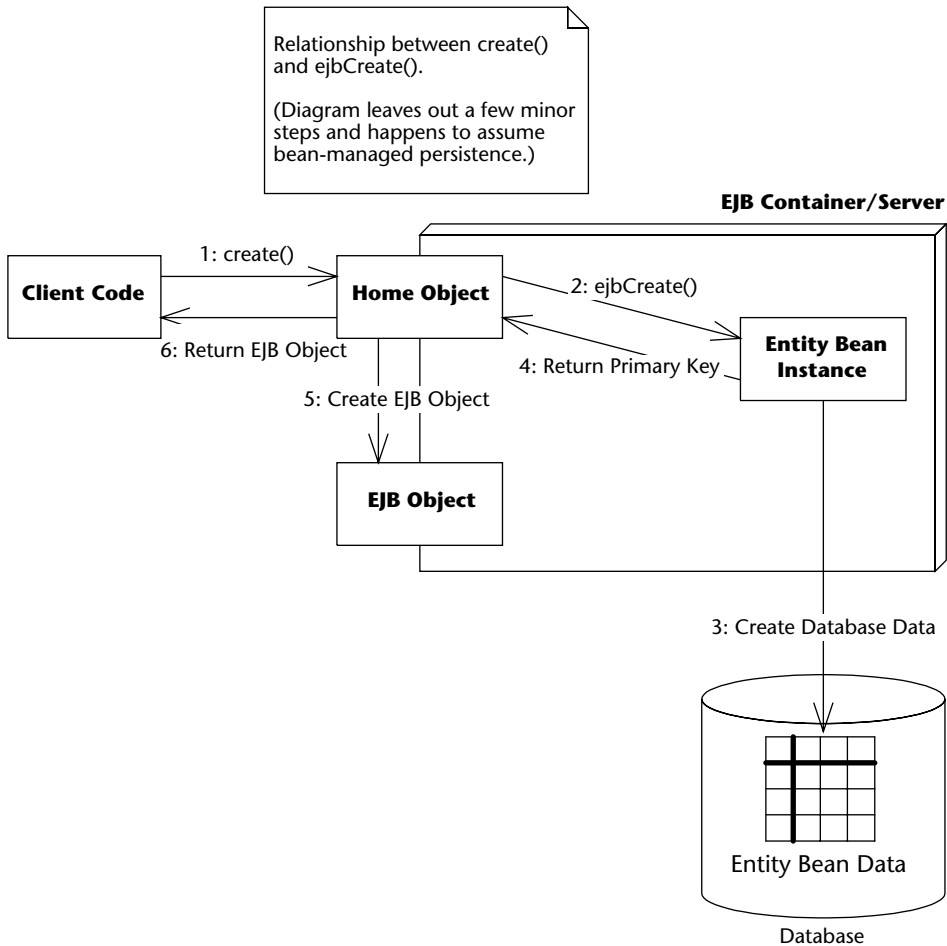 Relationship between create()
and ejbCreate().
(Diagram leaves out a few minor
steps and happens to assume
bean-managed persistence.)
EJB Container/Server
1: create()
2: ejbCreate()
Client Code
Home Object
Entity Bean
Instance
6: Return EJB Object
4: Return Primary Key
5: Create EJB Object
EJB Object
3: Create Database Data
Entity Bean Data
Database